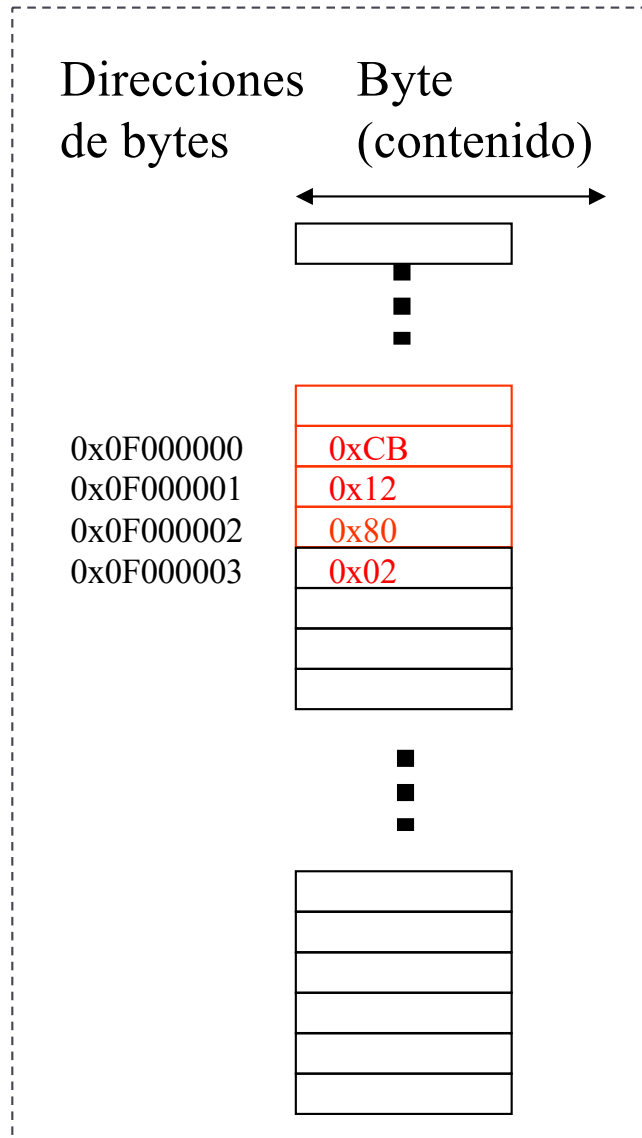 Direcciones
de bytes
Byte
(contenido)
0x0F000000 0xCB
0x0F000001 0x12
0x0F000002 0x80
0x0F000003 0x02